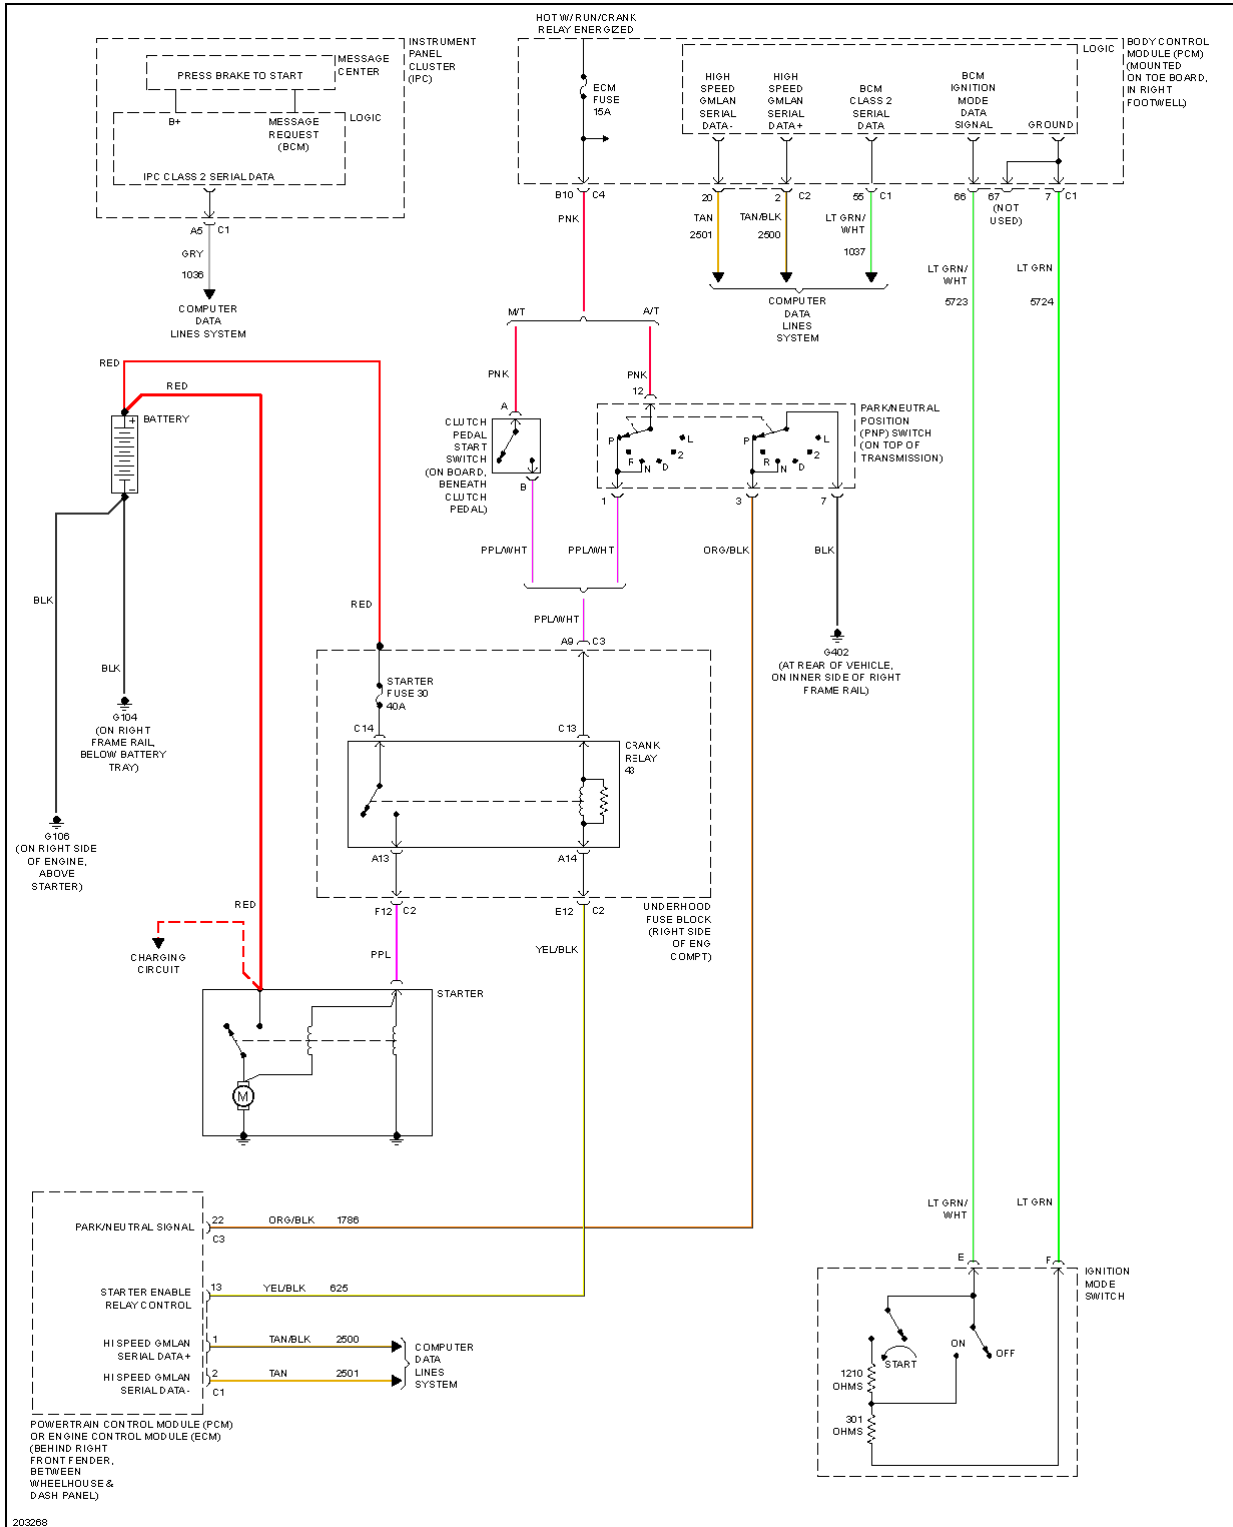 HOT W/ RUN/CRANK
RELAY ENERGIZED
INSTRUMENT
PANEL
CLUSTER
(IPC)
MESSAGE
CENTER
PRESS BRAKE TO START
B+
MESSAGE
REQUEST
(BCM)
LOGIC
IPC CLASS 2 SERIAL DATA
A5 C1
GRY
1036
COMPUTER
DATA
LINES SYSTEM
ECM
FUSE
15A
LOGIC
HIGH
SPEED
GMLAN
SERIAL
DATA-
HIGH
SPEED
GMLAN
SERIAL
DATA+
BCM
CLASS 2
SERIAL
DATA
BCM
IGNITION
MODE
DATA
SIGNAL
GROUND
BODY CONTROL
MODULE (PCM)
(MOUNTED
ON TOE BOARD,
IN RIGHT
FOOTWELL)
B10 C4
20
2 C2
55 C1
66
67
(NOT
USED)
7 C1
PNK
TAN
2501
TAN/BLK
2500
LT GRN/
WHT
1037
LT GRN/
WHT
5723
LT GRN
5724
COMPUTER
DATA
LINES
SYSTEM
M/T
A/T
RED
RED
BATTERY
+
-
PNK
PNK
A
12
CLUTCH
PEDAL
START
SWITCH
(ON BOARD,
BENEATH
CLUTCH
PEDAL)
B
P
R
N
D
2
L
P
R
N
D
2
L
PARK/NEUTRAL
POSITION
(PNP) SWITCH
(ON TOP OF
TRANSMISSION)
1
3
7
PPL/WHT
PPL/WHT
ORG/BLK
BLK
BLK
RED
PPL/WHT
A9 C3
G402
(AT REAR OF VEHICLE,
ON INNER SIDE OF RIGHT
FRAME RAIL)
BLK
G104
(ON RIGHT
FRAME RAIL,
BELOW BATTERY
TRAY)
STARTER
FUSE 30
40A
C14
C13
CRANK
RELAY
43
G106
(ON RIGHT SIDE
OF ENGINE,
ABOVE
STARTER)
A13
A14
RED
F12 C2
E12 C2
UNDERHOOD
FUSE BLOCK
(RIGHT SIDE
OF ENG
COMPT)
CHARGING
CIRCUIT
PPL
YEL/BLK
STARTER
M
PARK/NEUTRAL SIGNAL
22
C3
ORG/BLK 1786
STARTER ENABLE
RELAY CONTROL
13
YEL/BLK 625
HI SPEED GMLAN
SERIAL DATA+
1
TAN/BLK 2500
HI SPEED GMLAN
SERIAL DATA-
2
C1
TAN 2501
COMPUTER
DATA
LINES
SYSTEM
POWERTRAIN CONTROL MODULE (PCM)
OR ENGINE CONTROL MODULE (ECM)
(BEHIND RIGHT
FRONT FENDER,
BETWEEN
WHEELHOUSE &
DASH PANEL)
LT GRN/
WHT
LT GRN
E
F
IGNITION
MODE
SWITCH
START
ON
OFF
1210
OHMS
301
OHMS
203268